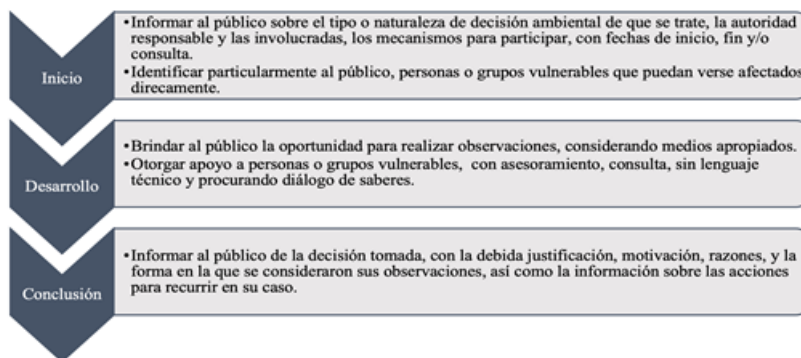 Inicio
•Informar al público sobre el tipo o naturaleza de decisión ambiental de que se trate, la autoridad
responsable y las involucradas, los mecanismos para participar, con fechas de inicio, fin y/o
consulta.
•Identificar particularmente al público, personas o grupos vulnerables que puedan verse afectados
direcamente.
Desarrollo
•Brindar al público la oportunidad para realizar observaciones, considerando medios apropiados.
•Otorgar apoyo a personas o grupos vulnerables, con asesoramiento, consulta, sin lenguaje
técnico y procurando diálogo de saberes.
Conclusión
•Informar al público de la decisión tomada, con la debida justificación, motivación, razones, y la
forma en la que se consideraron sus observaciones, así como la información sobre las acciones
para recurrir en su caso.